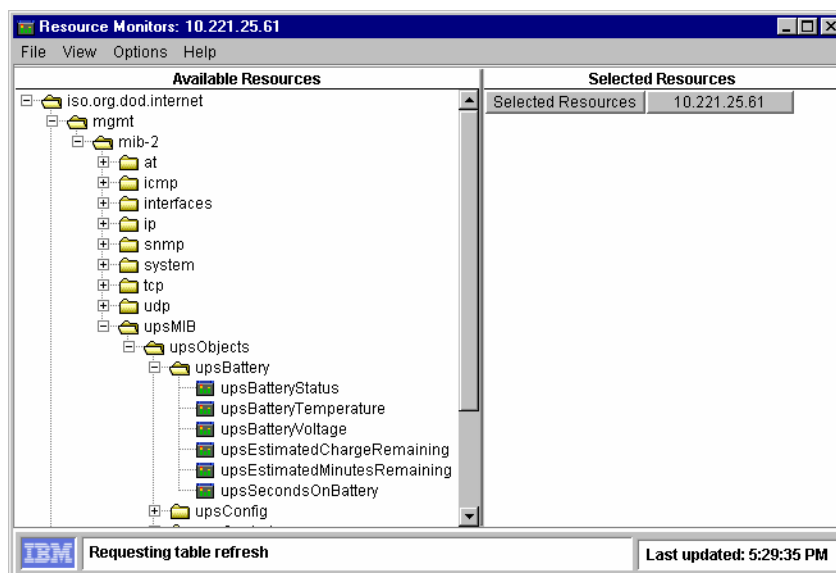 Resource Monitors: 10.221.25.61
File View Options Help
Available Resources
Selected Resources
iso.org.dod.internet
Selected Resources 10.221.25.61
mgmt
mib-2
at
icmp
interfaces
ip
snmp
system
tcp
udp
upsMIB
upsObjects
upsBattery
upsBatteryStatus
upsBatteryTemperature
upsBatteryVoltage
upsEstimatedChargeRemaining
upsEstimatedMinutesRemaining
upsSecondsOnBattery
upsConfig
IBM
Requesting table refresh
Last updated: 5:29:35 PM